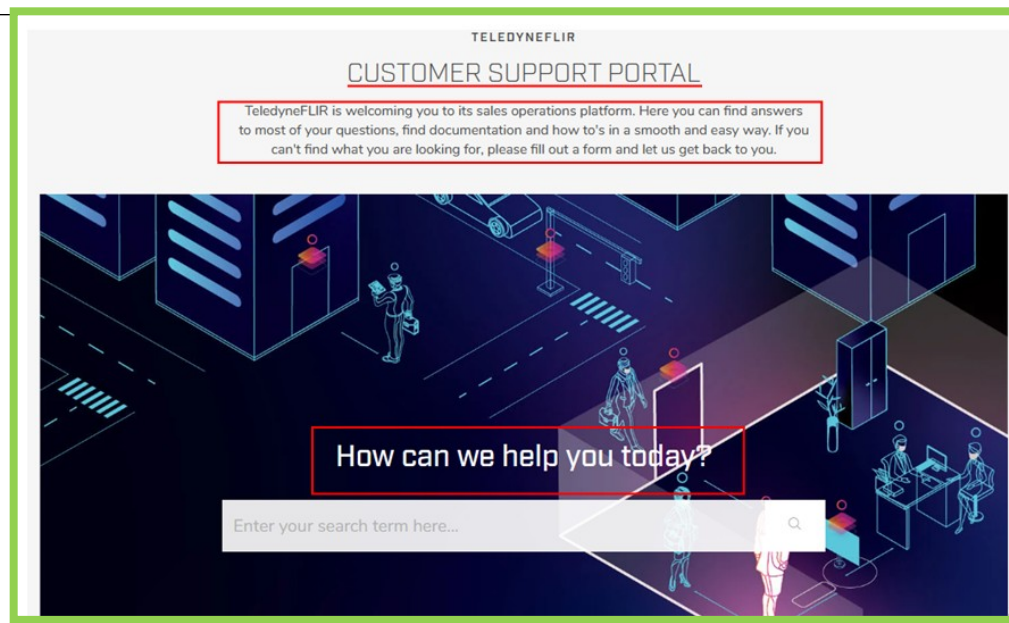 TELEDYNEFLIR
CUSTOMER SUPPORT PORTAL
TeledyneFLIR is welcoming you to its sales operations platform. Here you can find answers
to most of your questions, find documentation and how to's in a smooth and easy way. If you
can't find what you are looking for, please fill out a form and let us get back to you.
How can we help you today?
Enter your search term here...